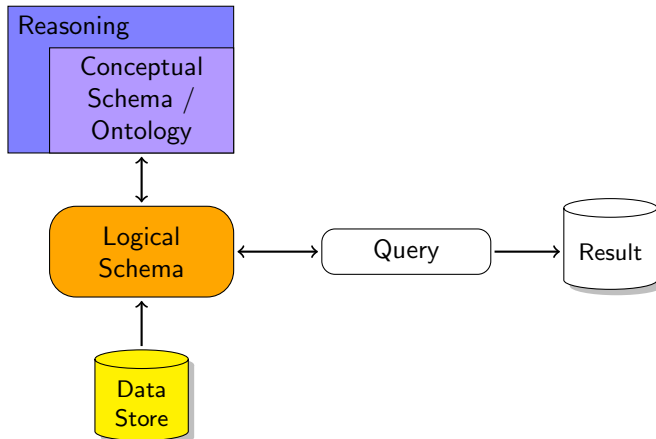 Reasoning
Conceptual
Schema /
Ontology
Logical
Schema
Query
Result
Data
Store